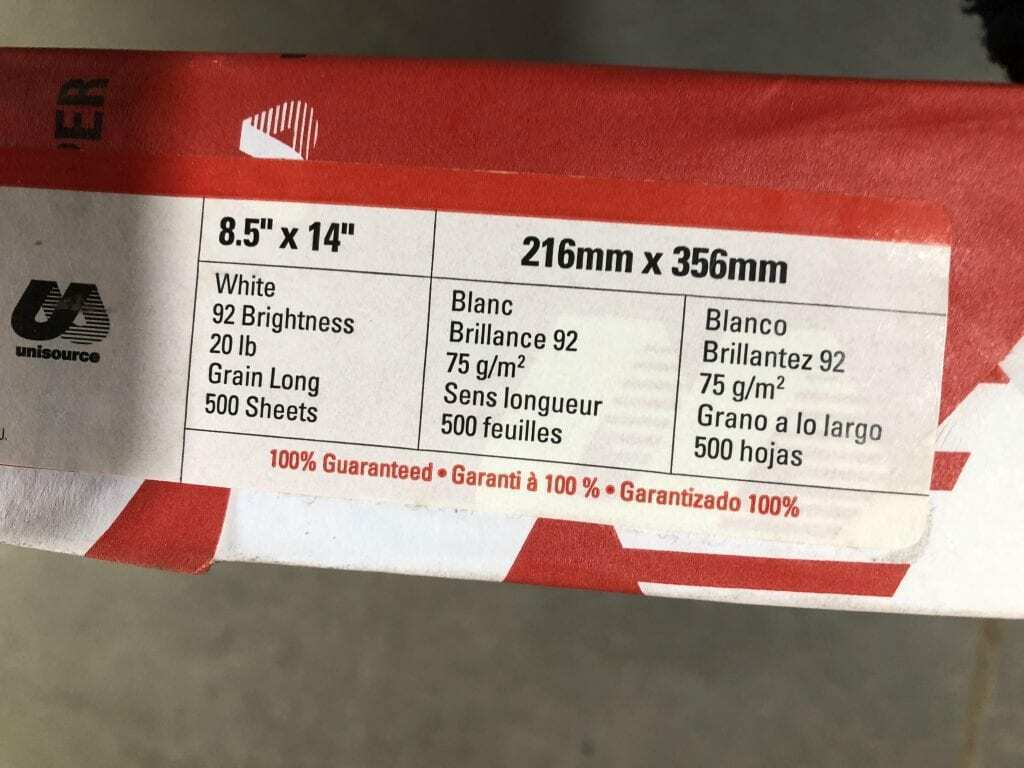 PER
unisource
8.5" x 14"
216mm x 356mm
White
92 Brightness
20 lb
Grain Long
500 Sheets
Blanc
Brillance 92
75 g/m²
Sens longueur
500 feuilles
Blanco
Brillantez 92
75 g/m²
Grano a lo largo
500 hojas
100% Guaranteed • Garanti à 100 % • Garantizado 100%